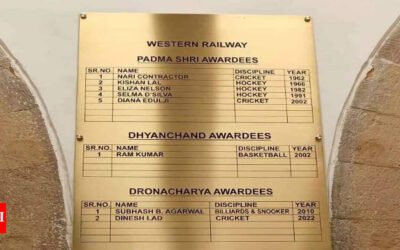 WESTERN RAILWAY
PADMA SHRI AWARDEES
SR.NO. NAME DISCIPLINE YEAR
1 NARI CONTRACTOR CRICKET 1962
2 KISHAN LAL HOCKEY 1966
3 ELIZA NELSON HOCKEY 1982
4 SELMA D'SILVA HOCKEY 1991
5 DIANA EDULJI CRICKET 2002
DHYANCHAND AWARDEES
SR.NO. NAME DISCIPLINE YEAR
1 RAM KUMAR BASKETBALL 2002
DRONACHARYA AWARDEES
SR.NO. NAME DISCIPLINE YEAR
1 SUBHASH B. AGARWAL BILLIARDS & SNOOKER 2010
2 DINESH LAD CRICKET 2022